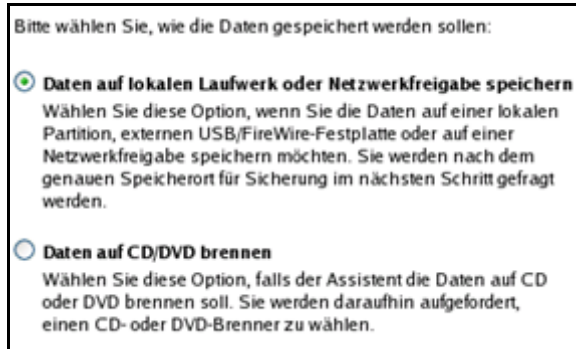 Bitte wählen Sie, wie die Daten gespeichert werden sollen:
Daten auf lokalen Laufwerk oder Netzwerkfreigabe speichern
Wählen Sie diese Option, wenn Sie die Daten auf einer lokalen
Partition, externen USB/FireWire-Festplatte oder auf einer
Netzwerkfreigabe speichern möchten. Sie werden nach dem
genauen Speicherort für Sicherung im nächsten Schritt gefragt
werden.
Daten auf CD/DVD brennen
Wählen Sie diese Option, falls der Assistent die Daten auf CD
oder DVD brennen soll. Sie werden daraufhin aufgefordert,
einen CD- oder DVD-Brenner zu wählen.